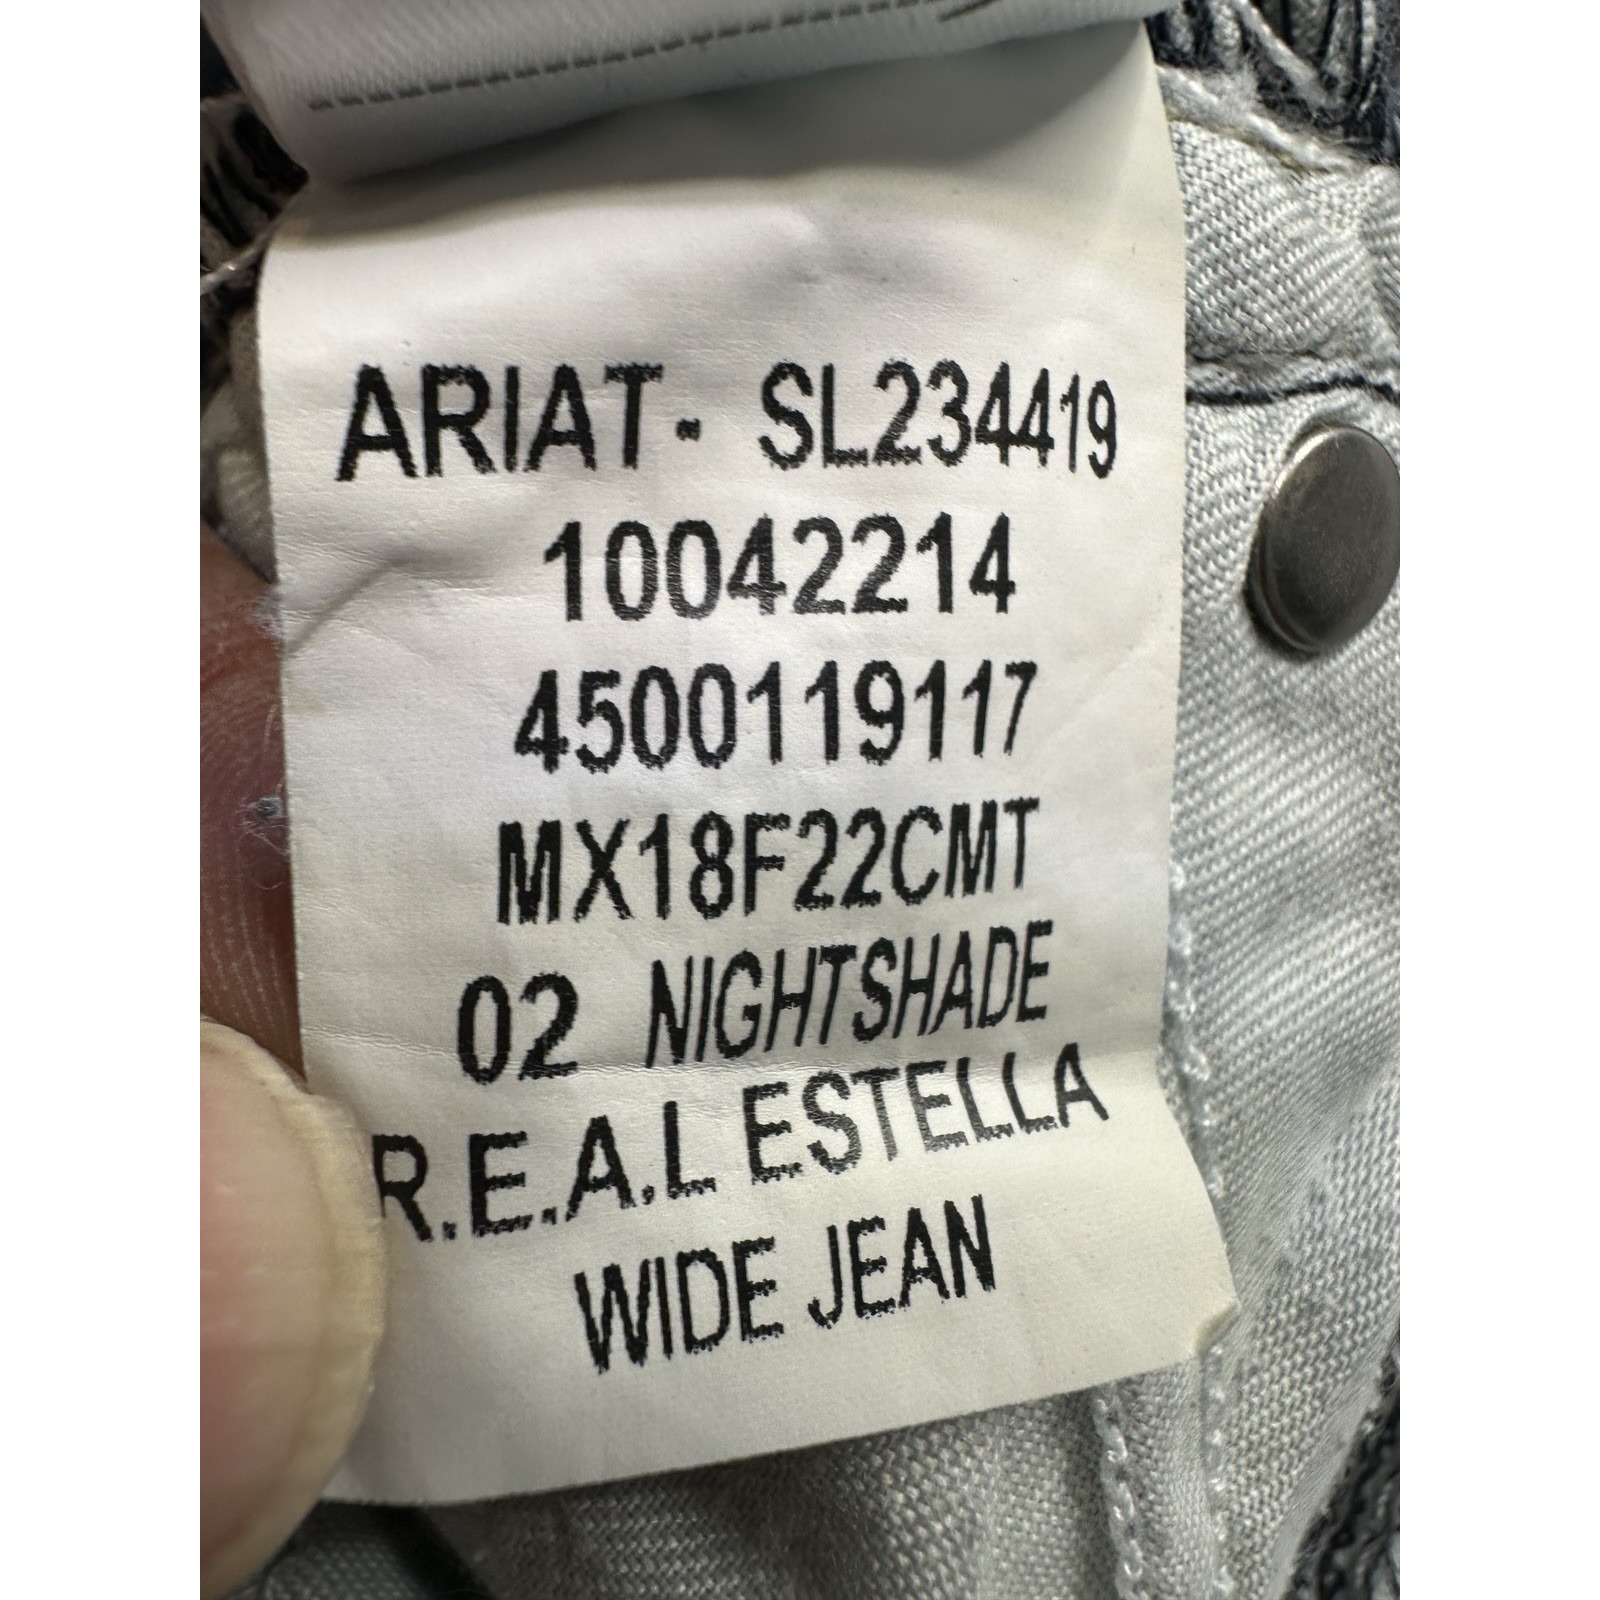 ARIAT- SL234419
10042214
4500119117
MX18F22CMT
02 NIGHTSHADE
R.E.A.L ESTELLA
WIDE JEAN